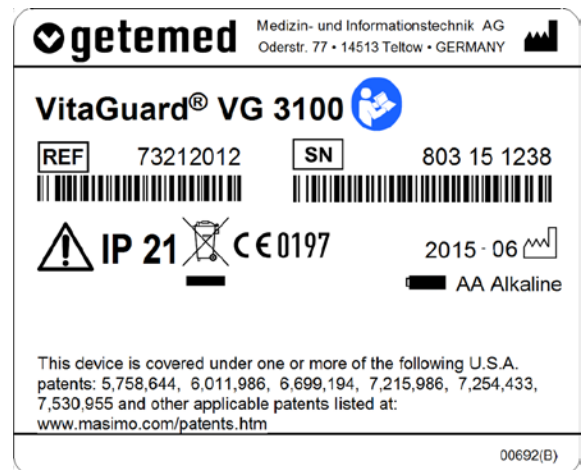 getemed
Medizin- und Informationstechnik AG
Oderstr. 77 • 14513 Teltow • GERMANY
VitaGuard® VG 3100
REF 73212012
SN 803 15 1238
IP 21 CE 0197
2015 - 06
AA Alkaline
This device is covered under one or more of the following U.S.A.
patents: 5,758,644, 6,011,986, 6,699,194, 7,215,986, 7,254,433,
7,530,955 and other applicable patents listed at:
www.masimo.com/patents.htm
00692(B)